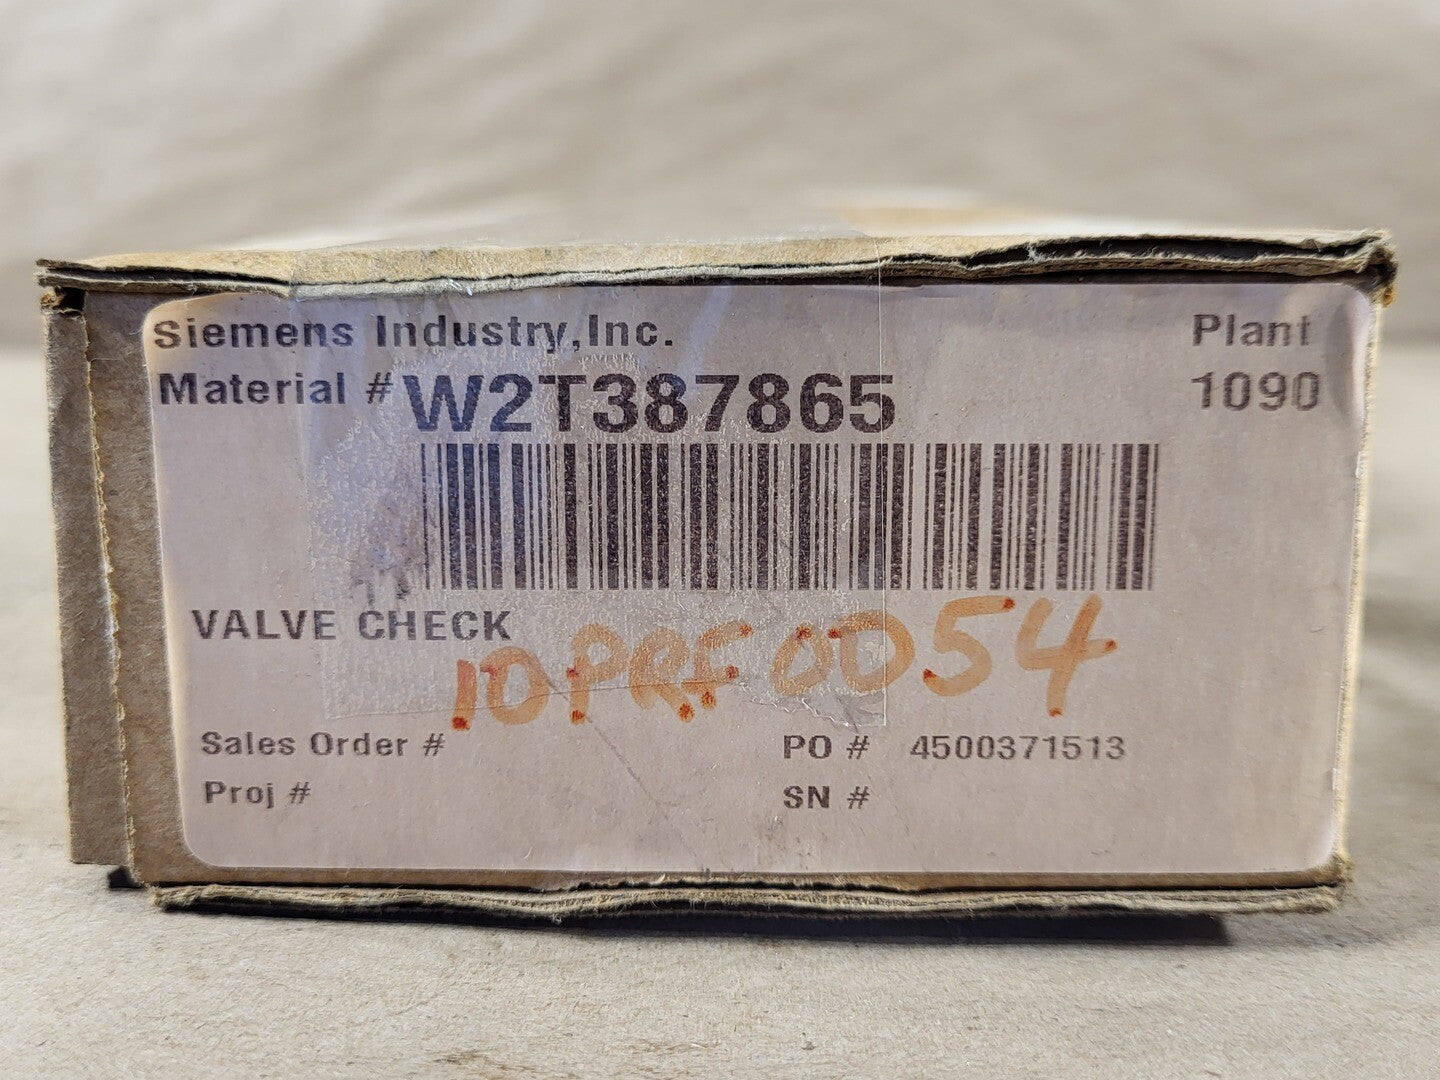 Siemens Industry,Inc.
Plant
Material # W2T387865
1090
VALVE CHECK
10PRF0054
Sales Order #
PO # 4500371513
Proj #
SN #